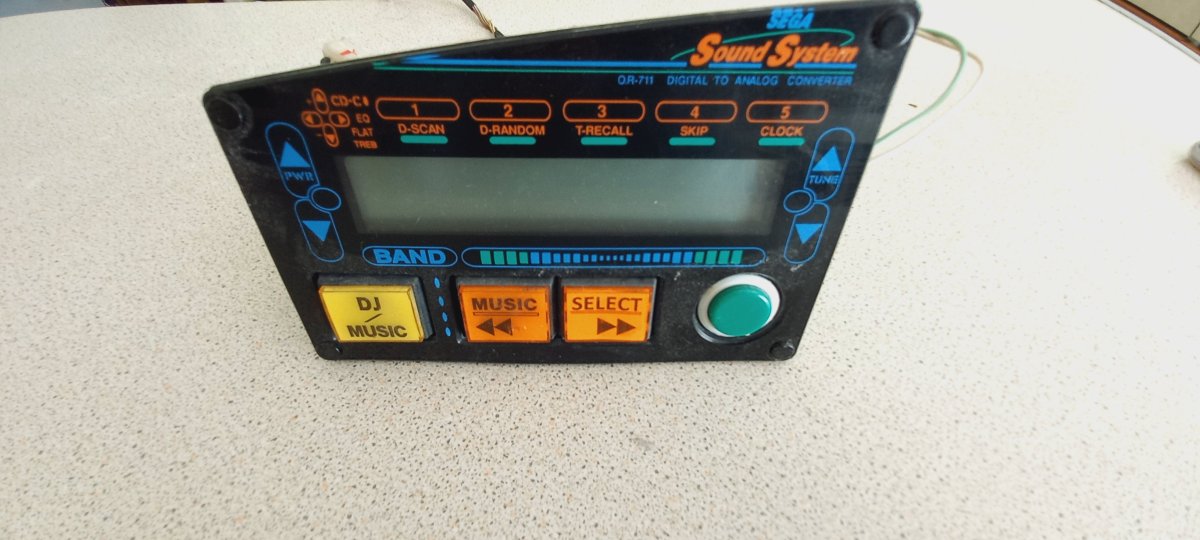 SEGA
Sound System
QR-711 DIGITAL TO ANALOG CONVERTER
CD-C
EQ
FLAT
TREB
1 2 3 4 5
D-SCAN D-RANDOM T-RECALL SKIP CLOCK
PWR
TUNE
BAND
DJ
MUSIC
MUSIC
SELECT